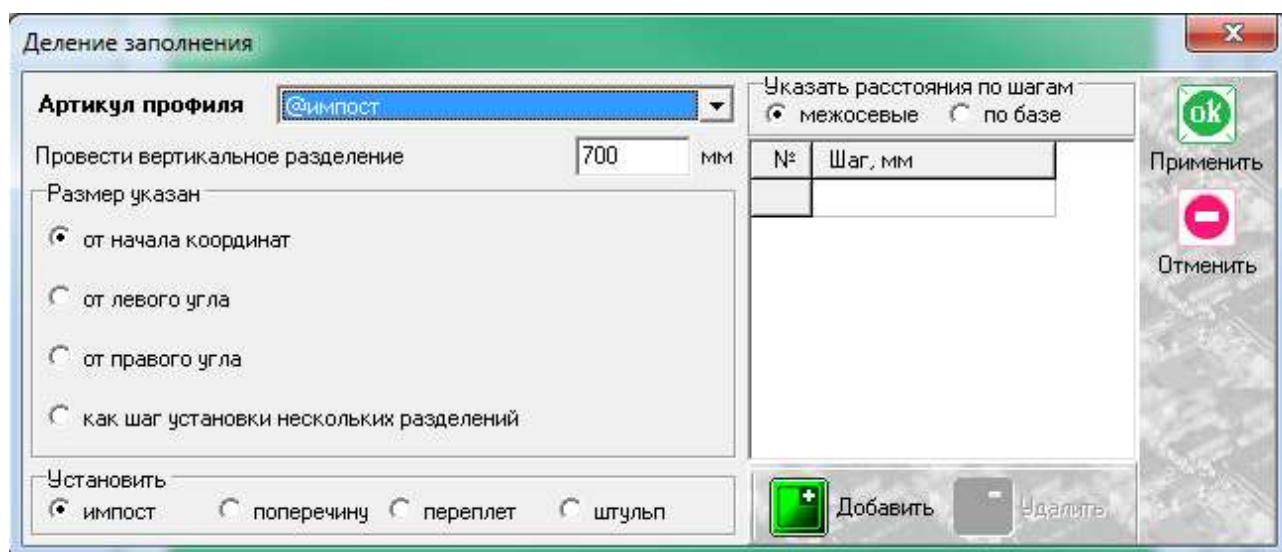 Деление заполнения
x
Артикул профиля @импост
Провести вертикальное разделение 700 мм
Размер указан
от начала координат
от левого угла
от правого угла
как шаг установки нескольких разделений
Установить
импост поперечину переплет штульп
Указать расстояния по шагам
межосевые по базе
№ Шаг, мм
Добавить Удалить
ok
Применить
Отменить